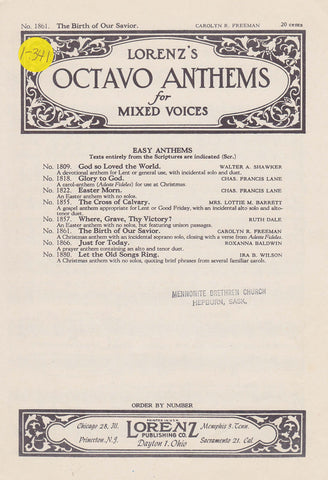 No. 1861. The Birth of Our Savior. CAROLYN R. FREEMAN 20 cents
1-341
LORENZ'S
OCTAVO ANTHEMS
for
MIXED VOICES
EASY ANTHEMS
Texts entirely from the Scriptures are indicated (Scr.)
No. 1809. God so Loved the World. WALTER A. SHAWKER
A devotional anthem for Lent or general use, with incidental solo and duet.
No. 1818. Glory to God. CHAS. FRANCIS LANE
A carol-anthem (Adeste Fideles) for use at Christmas.
No. 1822. Easter Morn. CHAS. FRANCIS LANE
An Easter anthem with no solos.
No. 1855. The Cross of Calvary. MRS. LOTTIE M. BARRETT
A gospel anthem appropriate for Lent or Good Friday, with an incidental alto solo and alto-
tenor duet.
No. 1857. Where, Grave, Thy Victory? RUTH DALE
An Easter anthem with no solos, but featuring unison passages.
No. 1861. The Birth of Our Savior. CAROLYN R. FREEMAN
A Christmas anthem with an incidental soprano solo, closing with a verse from Adeste Fideles.
No. 1866. Just for Today. ROXANNA BALDWIN
A prayer anthem containing an alto and tenor duet.
No. 1880. Let the Old Songs Ring. IRA B. WILSON
A Christmas anthem with no solos, quoting brief phrases from several familiar carols.
MENNONITE BRETHREN CHURCH
HEPBURN, SASK.
ORDER BY NUMBER
Chicago 28, Ill. LORENZ Memphis 3, Tenn.
PUBLISHING CO.
Princeton, N.J. Dayton 1, Ohio Sacramento 21, Cal.